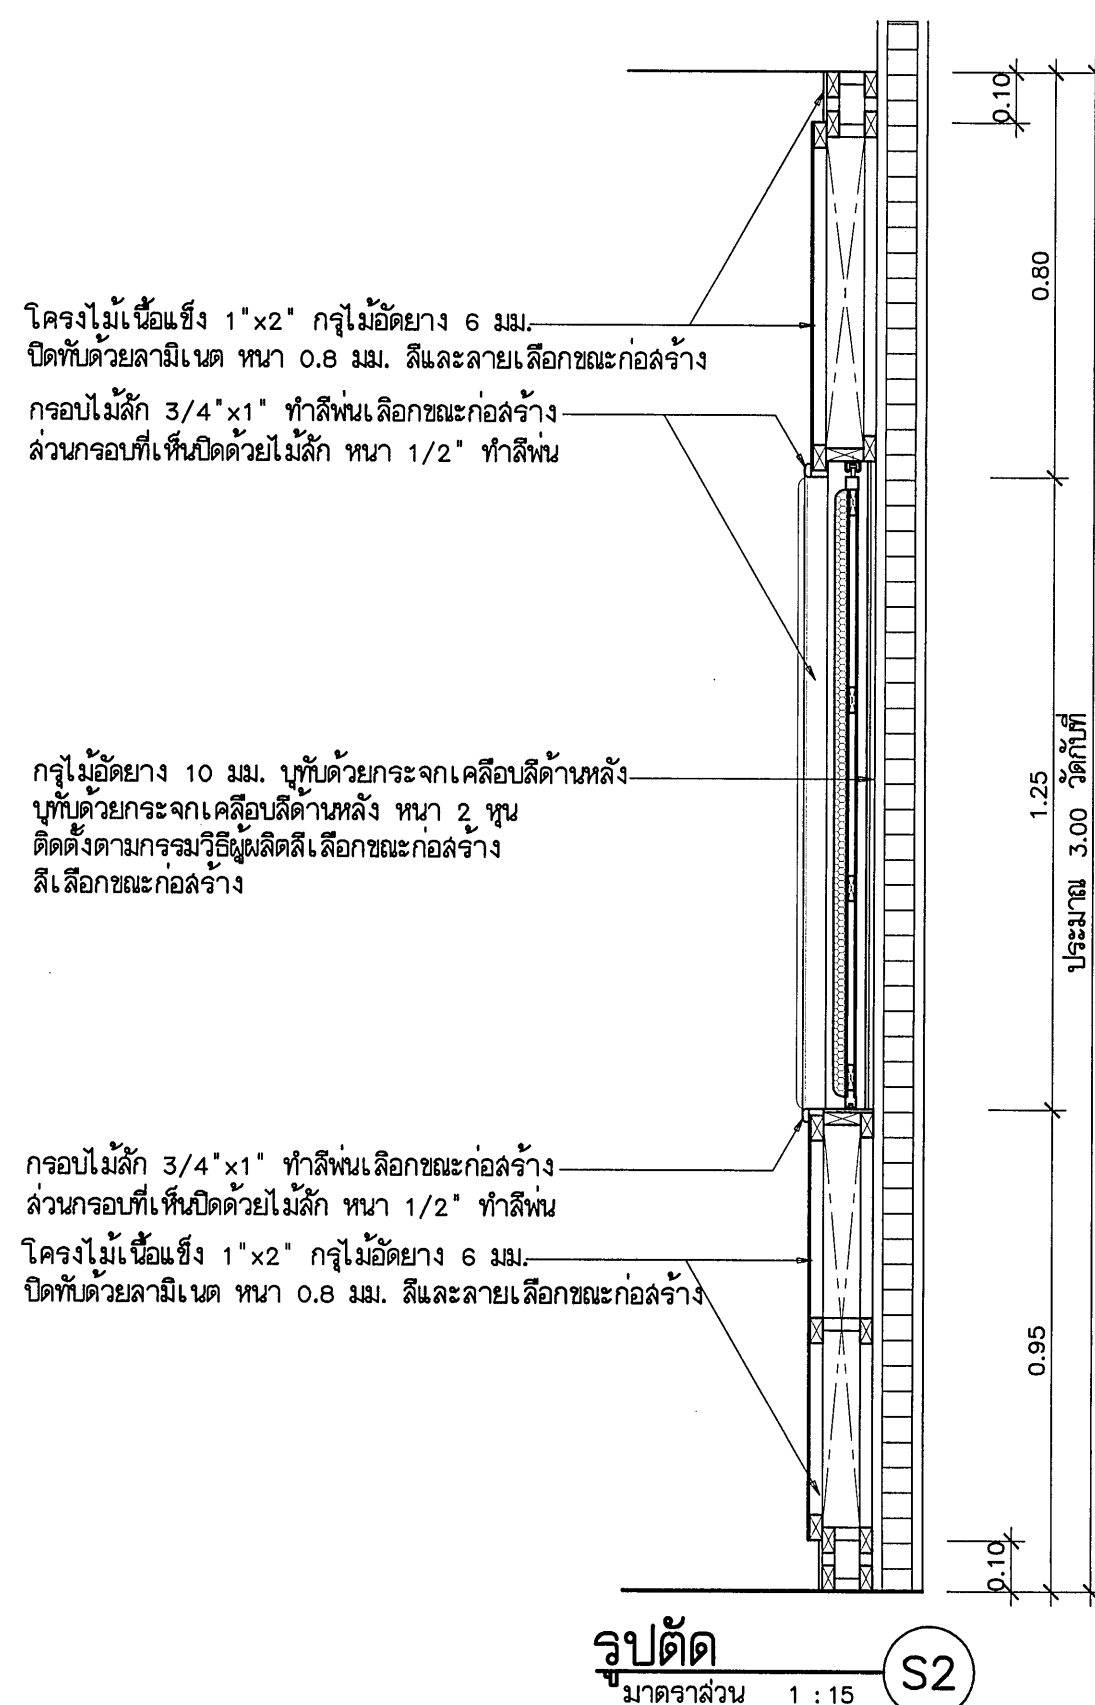 0.10
0.80
โครงไม้เนื้อแข็ง 1"x2" กรุไม้อัดยาง 6 มม.
ปิดทับด้วยลามิเนต หนา 0.8 มม. สีและลายเลือกขณะก่อสร้าง
กรอบไม้สัก 3/4"x1" ทำสีพ่นเลือกขณะก่อสร้าง
ส่วนกรอบที่เห็นปิดด้วยไม้สัก หนา 1/2" ทำสีพ่น
กรุไม้อัดยาง 10 มม. บุทับด้วยกระจกเคลือบสีด้านหลัง
บุทับด้วยกระจกเคลือบสีด้านหลัง หนา 2 หุน
ติดตั้งตามกรรมวิธีผู้ผลิตสีเลือกขณะก่อสร้าง
สีเลือกขณะก่อสร้าง
1.25
ประมาณ 3.00 วัดกับที่
กรอบไม้สัก 3/4"x1" ทำสีพ่นเลือกขณะก่อสร้าง
ส่วนกรอบที่เห็นปิดด้วยไม้สัก หนา 1/2" ทำสีพ่น
โครงไม้เนื้อแข็ง 1"x2" กรุไม้อัดยาง 6 มม.
ปิดทับด้วยลามิเนต หนา 0.8 มม. สีและลายเลือกขณะก่อสร้าง
0.95
0.10
รูปตัด
S2
มาตราส่วน 1 : 15